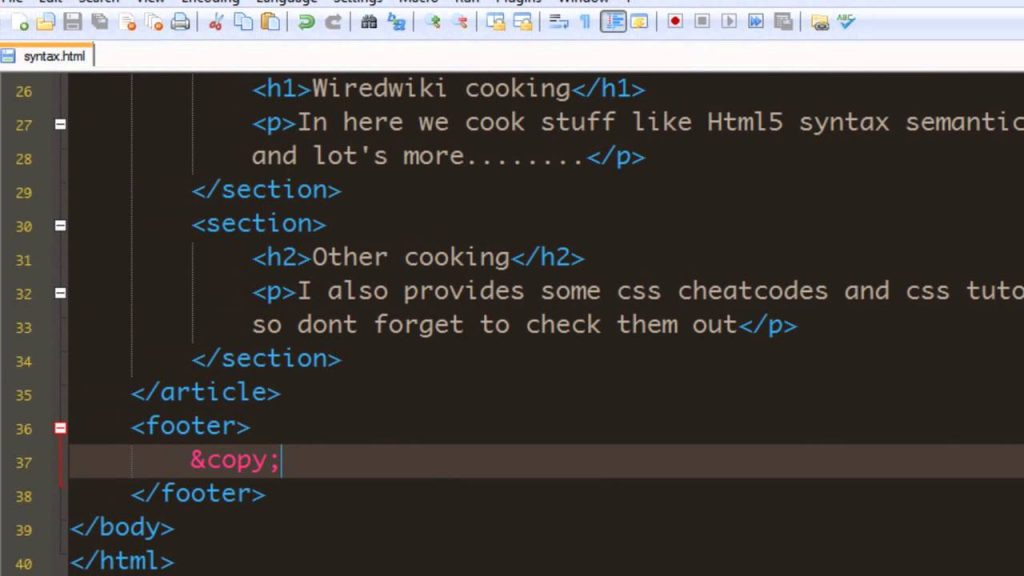 File Edit Search View Encoding Language Settings Macro Run Plugins Window ?
syntax.html
26 <h1>Wiredwiki cooking</h1>
27 <p>In here we cook stuff like Html5 syntax semantic
28 and lot's more........</p>
29 </section>
30 <section>
31 <h2>Other cooking</h2>
32 <p>I also provides some css cheatcodes and css tuto
33 so dont forget to check them out</p>
34 </section>
35 </article>
36 <footer>
37 &copy;
38 </footer>
39 </body>
40 </html>